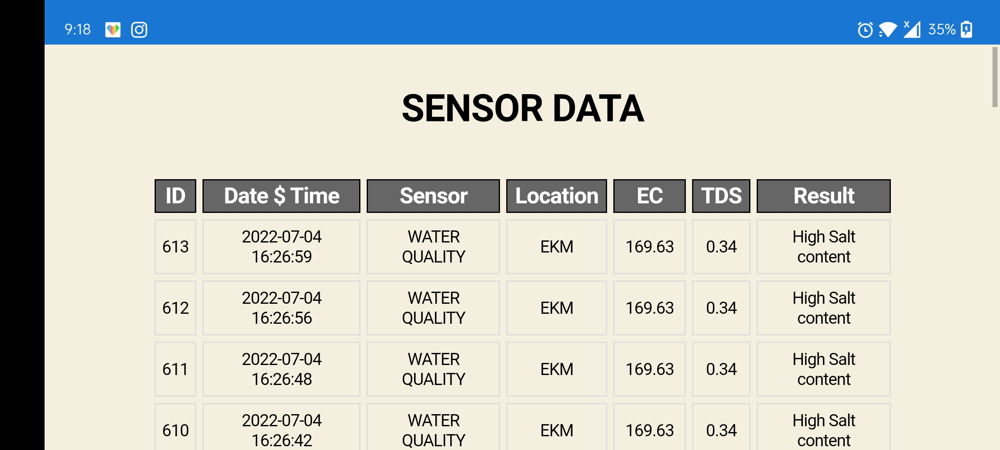 9:18
X 35%
SENSOR DATA
ID Date $ Time Sensor Location EC TDS Result
613 2022-07-04 16:26:59 WATER QUALITY EKM 169.63 0.34 High Salt content
612 2022-07-04 16:26:56 WATER QUALITY EKM 169.63 0.34 High Salt content
611 2022-07-04 16:26:48 WATER QUALITY EKM 169.63 0.34 High Salt content
610 2022-07-04 16:26:42 WATER QUALITY EKM 169.63 0.34 High Salt content